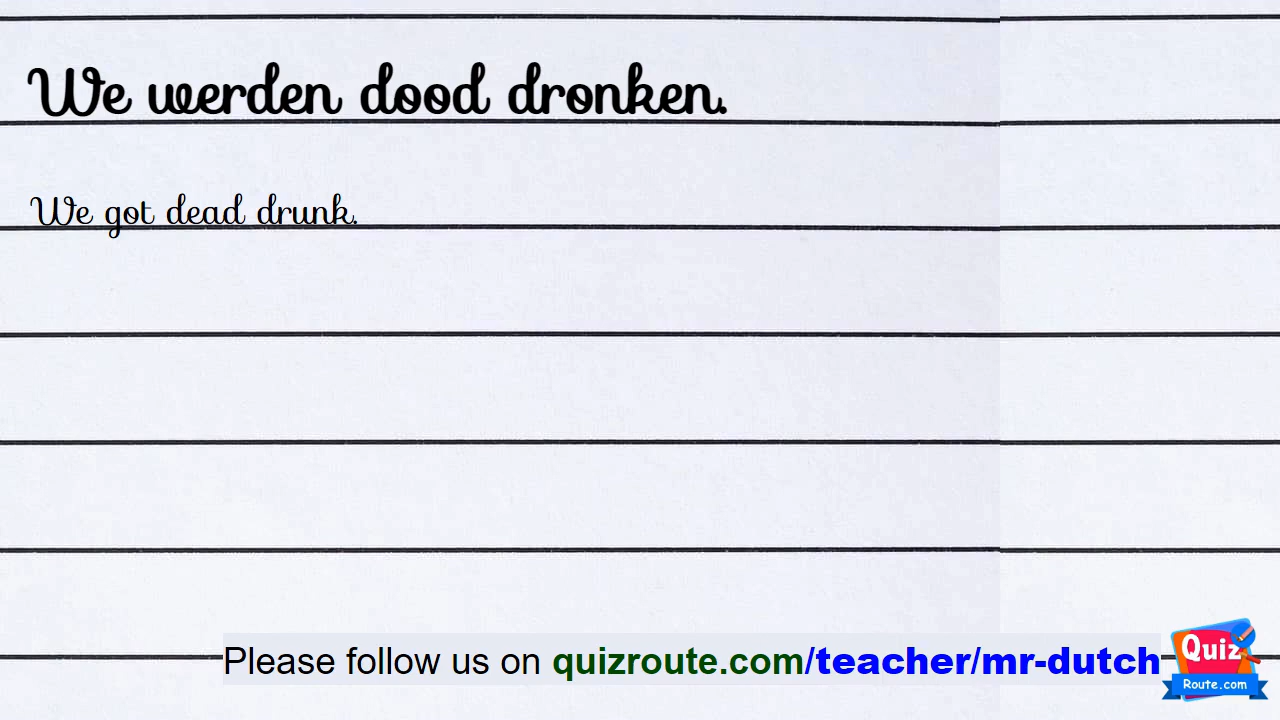 We werden dood dronken.
We got dead drunk.
Please follow us on quizroute.com/teacher/mr-dutch
Quiz
Route.com